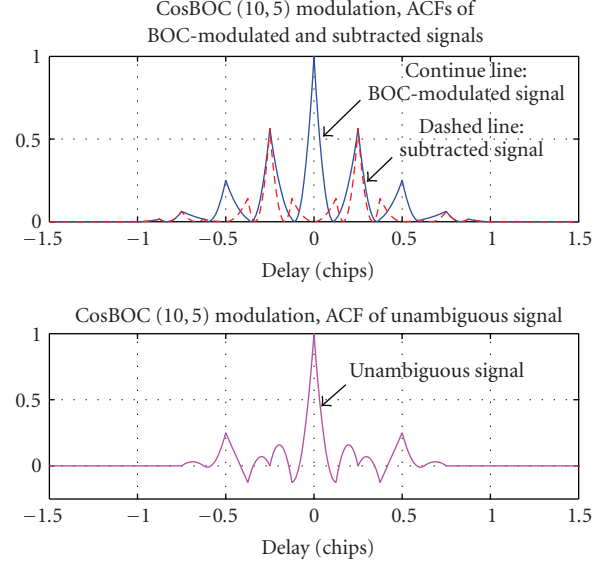 CosBOC (10, 5) modulation, ACFs of
BOC-modulated and subtracted signals
1
0.5
0
Continue line:
BOC-modulated signal
Dashed line:
subtracted signal
−1.5 −1 −0.5 0 0.5 1 1.5
Delay (chips)
CosBOC (10, 5) modulation, ACF of unambiguous signal
1
0.5
0
Unambiguous signal
−1.5 −1 −0.5 0 0.5 1 1.5
Delay (chips)